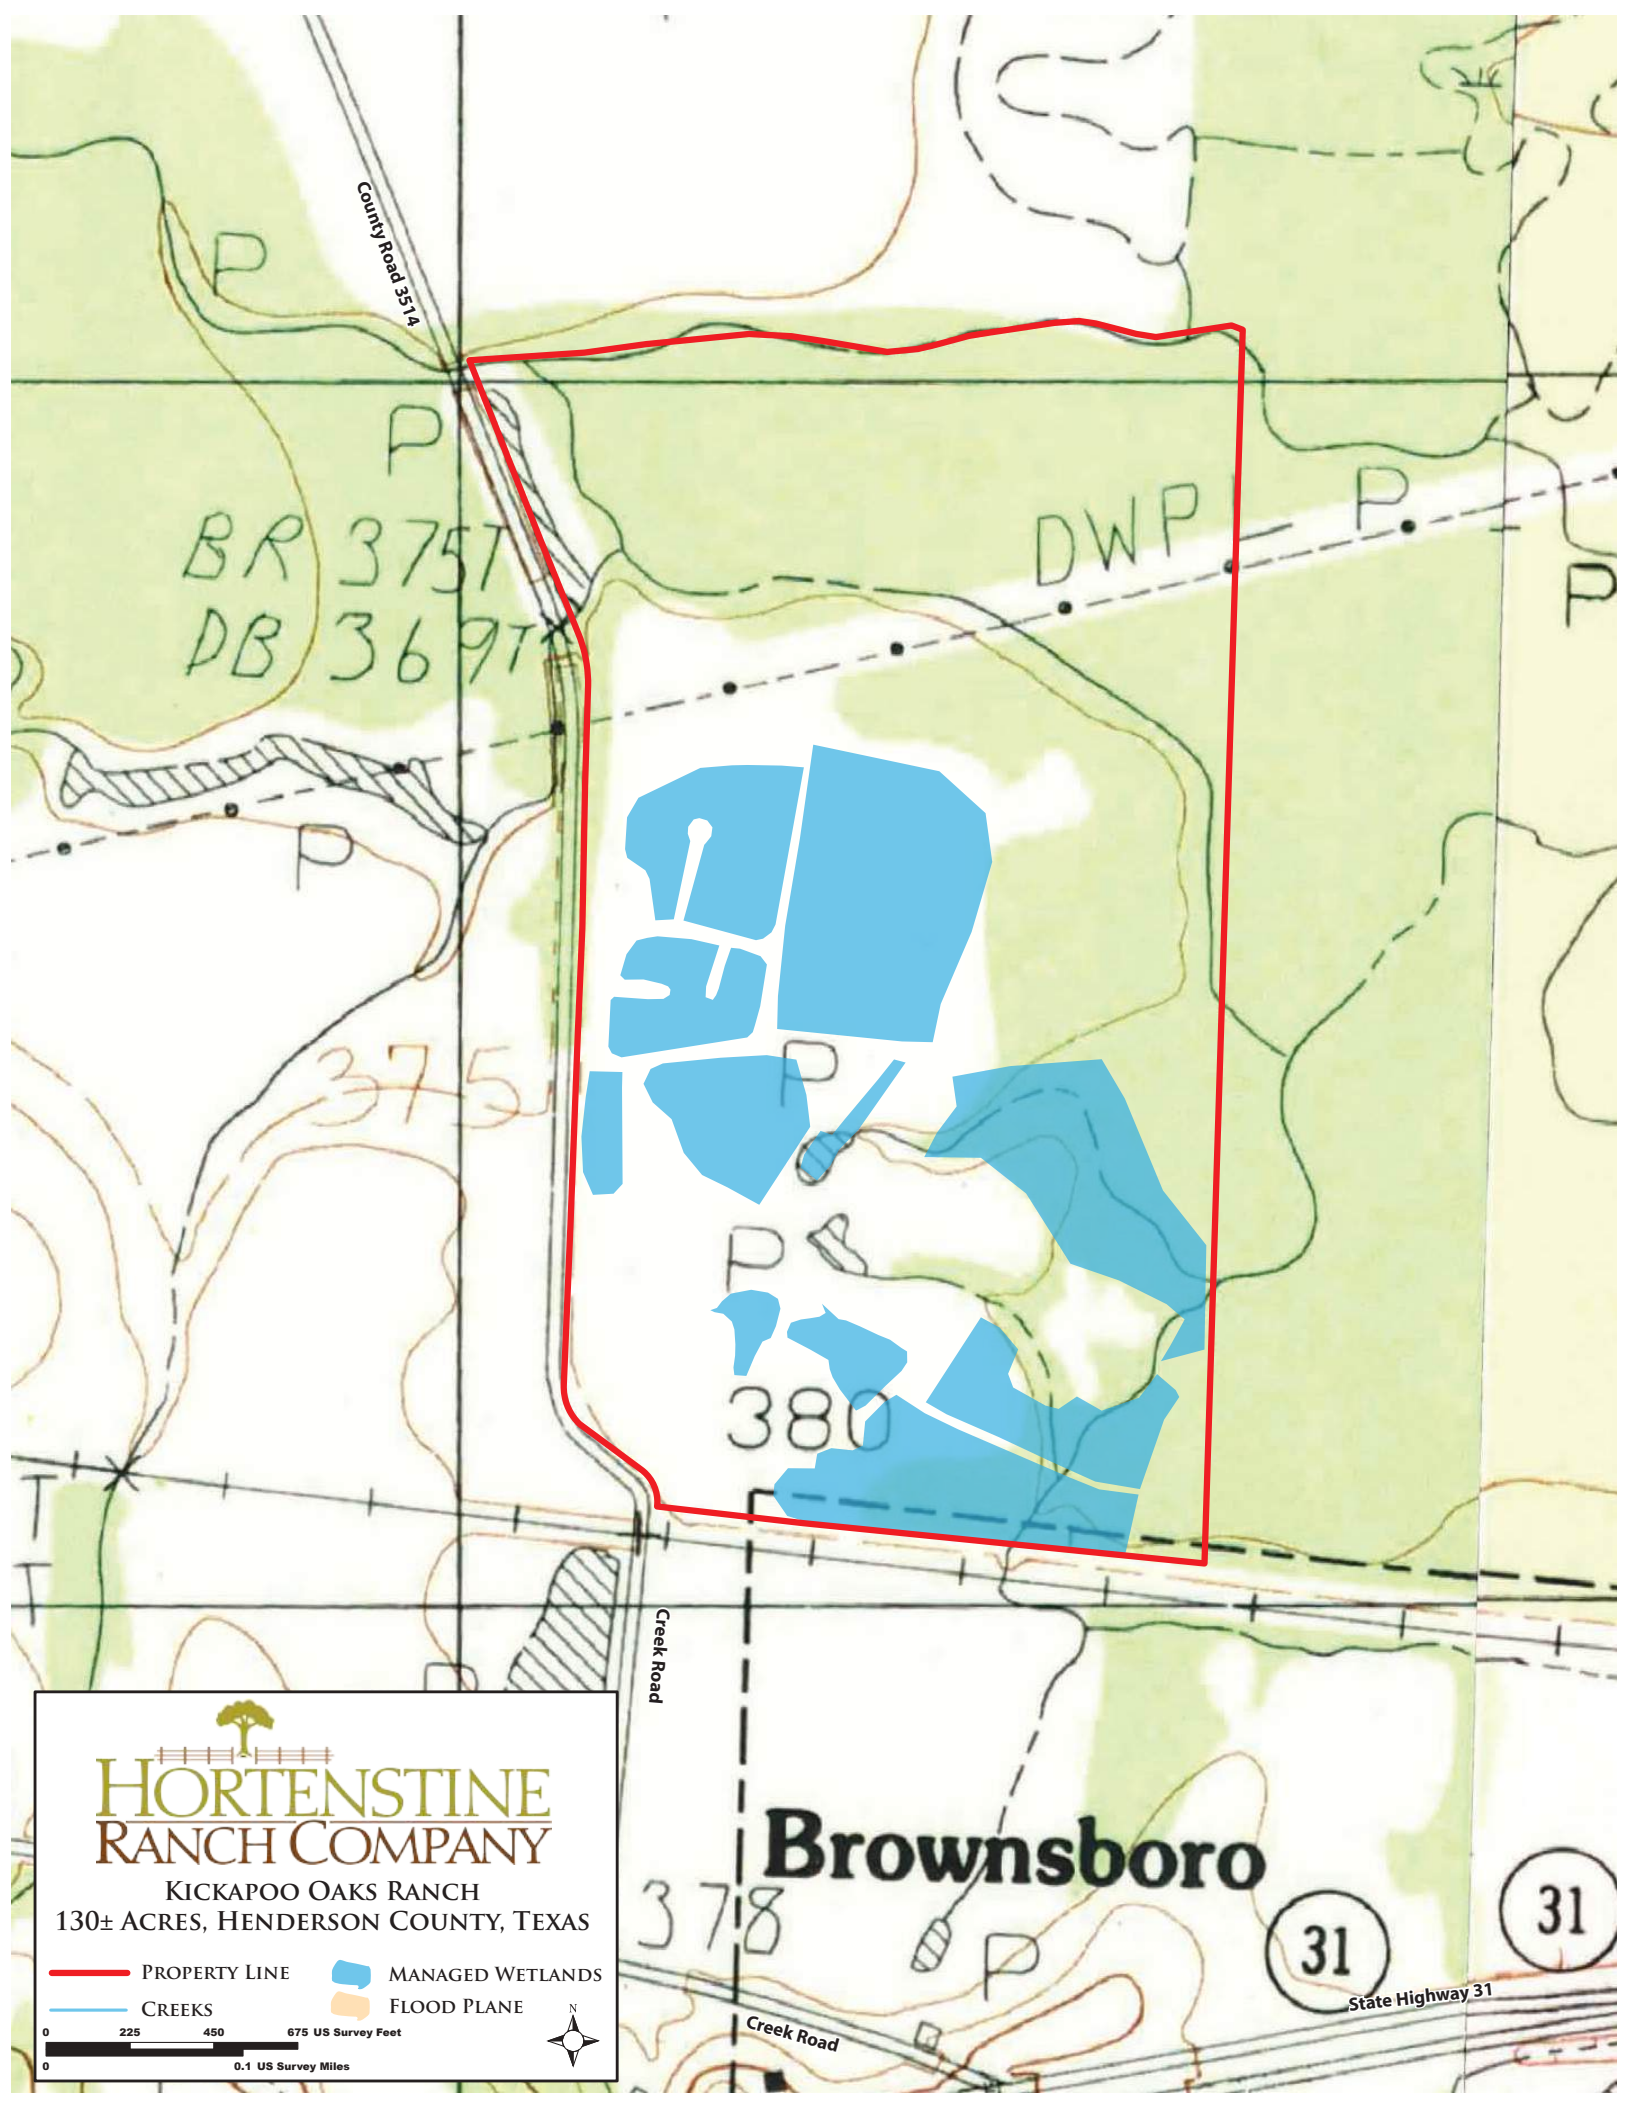 County Road 3514
P
P
BR 375T
DB 369T
DWP
P
P
P
375
P
P
380
T
T
P
Creek Road
HORTENSTINE
RANCH COMPANY
KICKAPOO OAKS RANCH
130± ACRES, HENDERSON COUNTY, TEXAS
PROPERTY LINE
MANAGED WETLANDS
CREEKS
FLOOD PLANE
N
0 225 450 675 US Survey Feet
0 0.1 US Survey Miles
Brownsboro
378
P
31
31
State Highway 31
Creek Road